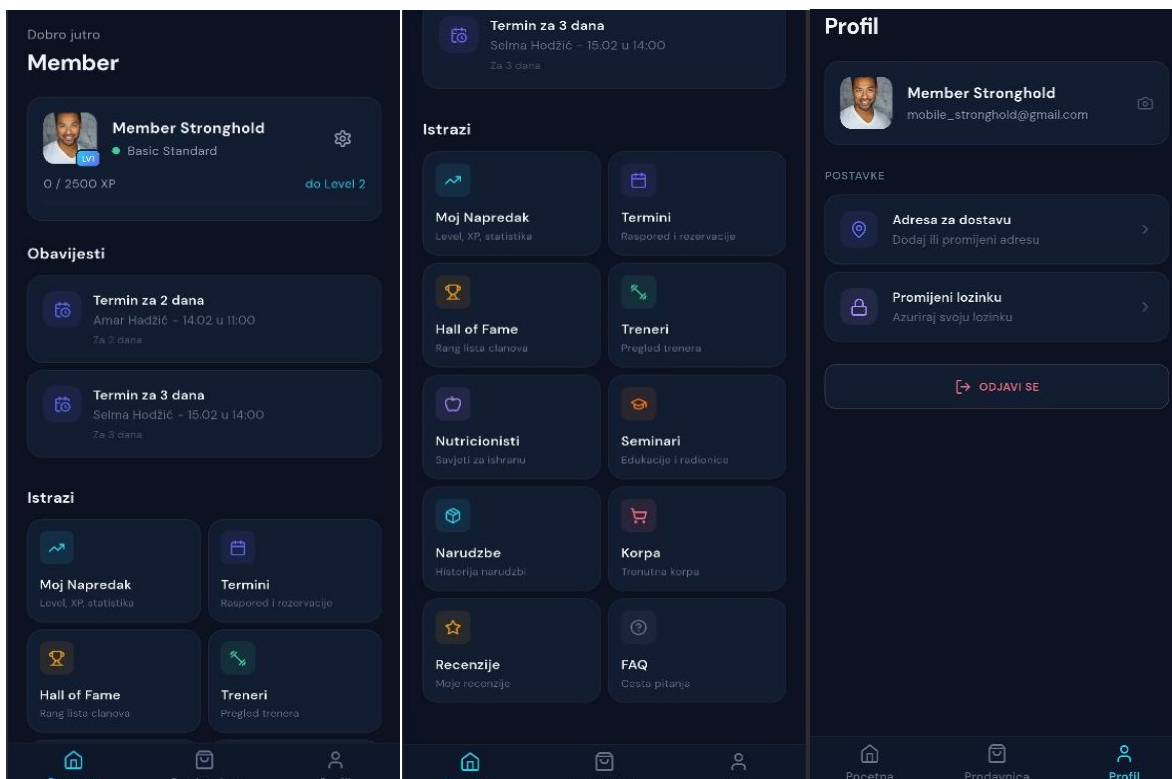 Dobro jutro
Member
Member Stronghold
LV1
Basic Standard
0 / 2500 XP
do Level 2
Obavijesti
Termin za 2 dana
Amar Hadžić - 14.02 u 11:00
Za 2 dana
Termin za 3 dana
Selma Hodžić - 15.02 u 14:00
Za 3 dana
Istrazi
Moj Napredak
Level, XP, statistika
Termini
Raspored i rezervacije
Hall of Fame
Rang lista clanova
Treneri
Pregled trenera
Termin za 3 dana
Selma Hodžić - 15.02 u 14:00
Za 3 dana
Istrazi
Moj Napredak
Level, XP, statistika
Termini
Raspored i rezervacije
Hall of Fame
Rang lista clanova
Treneri
Pregled trenera
Nutricionisti
Savjeti za ishranu
Seminari
Edukacije i radionice
Narudzbe
Historija narudzbi
Korpa
Trenutna korpa
Recenzije
Moje recenzije
FAQ
Cesta pitanja
Profil
Member Stronghold
mobile_stronghold@gmail.com
POSTAVKE
Adresa za dostavu
Dodaj ili promijeni adresu
Promijeni lozinku
Azuriraj svoju lozinku
ODJAVI SE
Pocetna
Prodavnica
Profil